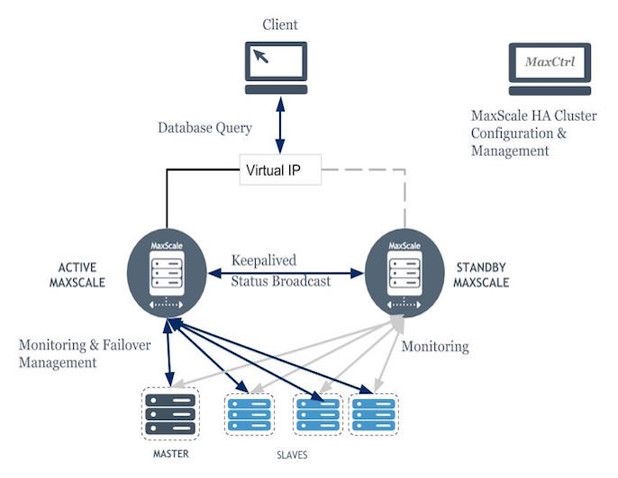 Client
MaxCtrl
MaxScale HA Cluster
Configuration &
Management
Database Query
Virtual IP
MaxScale
MaxScale
ACTIVE
MAXSCALE
Keepalived
Status Broadcast
STANDBY
MAXSCALE
Monitoring & Failover
Management
Monitoring
MASTER
SLAVES